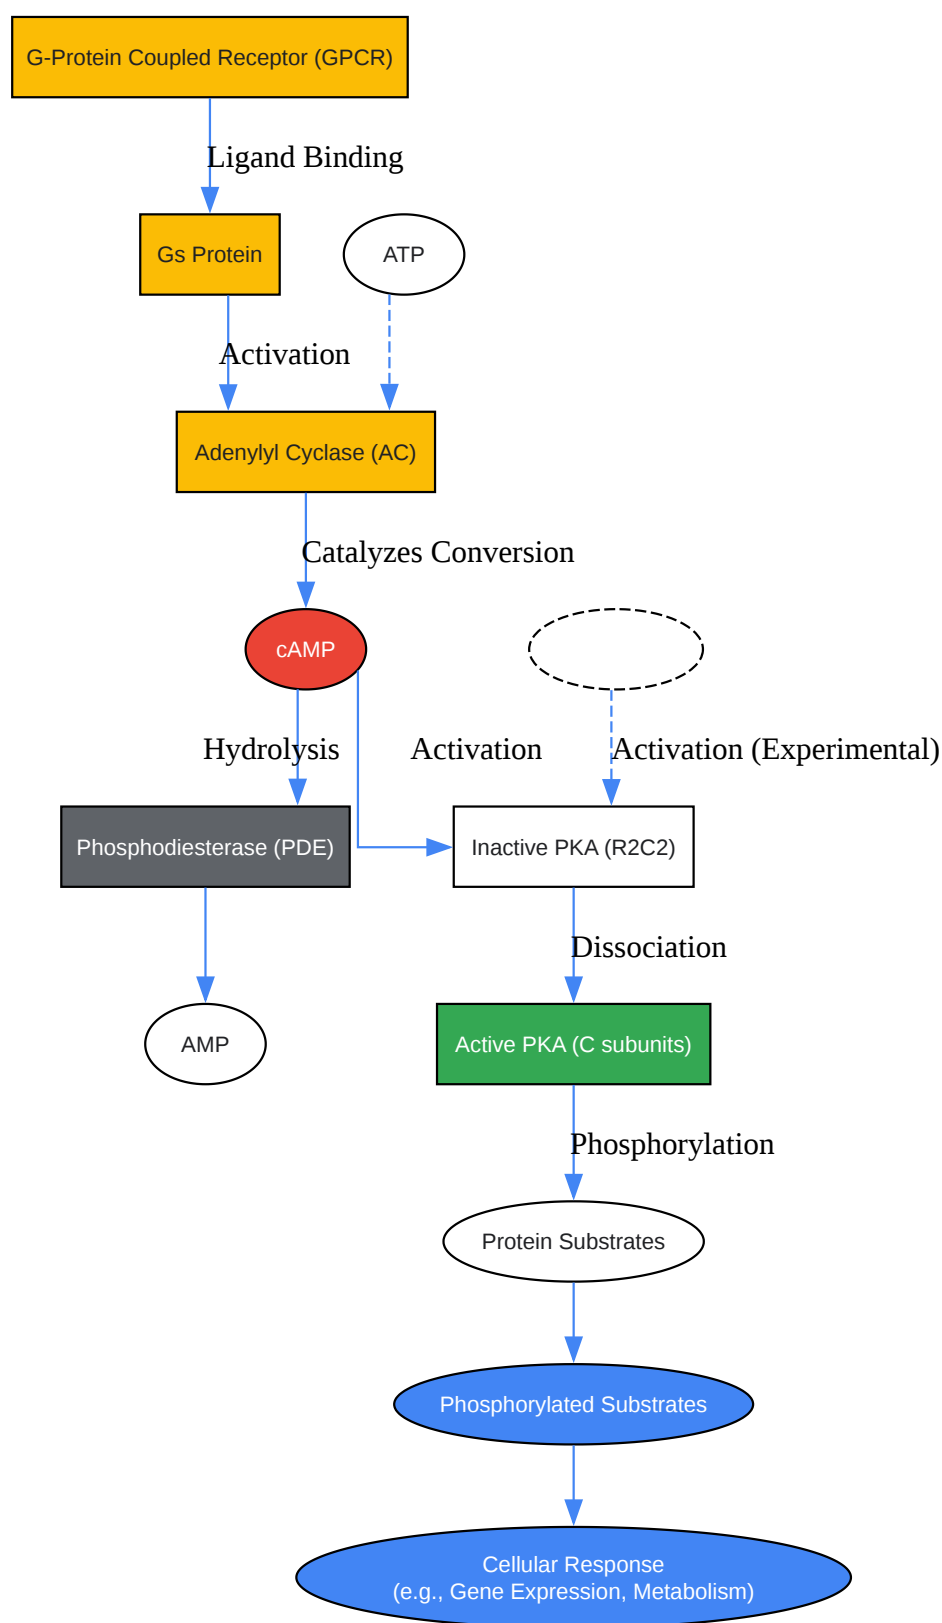 G-Protein Coupled Receptor (GPCR)
Ligand Binding
Gs Protein
ATP
Activation
Adenylyl Cyclase (AC)
Catalyzes Conversion
cAMP
Hydrolysis
Activation
Activation (Experimental)
Phosphodiesterase (PDE)
Inactive PKA (R2C2)
Dissociation
AMP
Active PKA (C subunits)
Phosphorylation
Protein Substrates
Phosphorylated Substrates
Cellular Response
(e.g., Gene Expression, Metabolism)